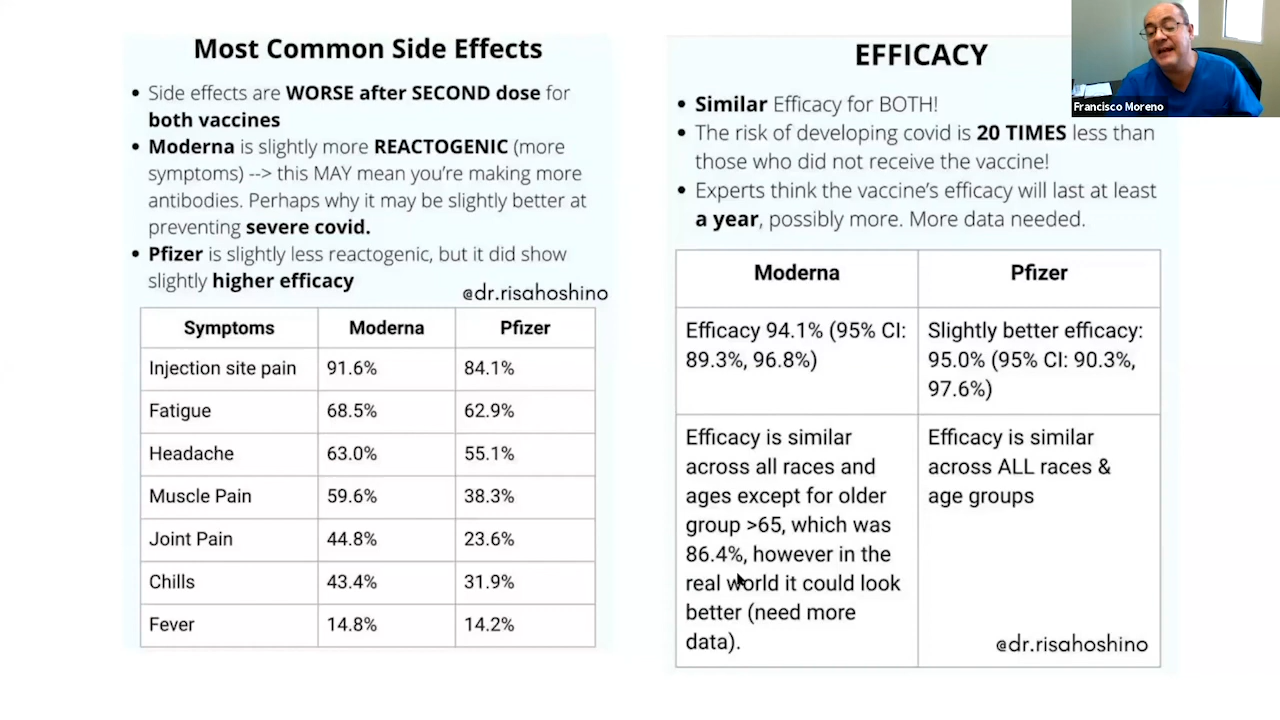 Most Common Side Effects
• Side effects are WORSE after SECOND dose for
both vaccines
• Moderna is slightly more REACTOGENIC (more
symptoms) --> this MAY mean you're making more
antibodies. Perhaps why it may be slightly better at
preventing severe covid.
• Pfizer is slightly less reactogenic, but it did show
slightly higher efficacy
@dr.risahoshino
Symptoms Moderna Pfizer
Injection site pain 91.6% 84.1%
Fatigue 68.5% 62.9%
Headache 63.0% 55.1%
Muscle Pain 59.6% 38.3%
Joint Pain 44.8% 23.6%
Chills 43.4% 31.9%
Fever 14.8% 14.2%
EFFICACY
• Similar Efficacy for BOTH!
• The risk of developing covid is 20 TIMES less than
those who did not receive the vaccine!
• Experts think the vaccine's efficacy will last at least
a year, possibly more. More data needed.
Moderna Pfizer
Efficacy 94.1% (95% CI:
89.3%, 96.8%)
Slightly better efficacy:
95.0% (95% CI: 90.3%,
97.6%)
Efficacy is similar
across all races and
ages except for older
group >65, which was
86.4%, however in the
real world it could look
better (need more
data).
Efficacy is similar
across ALL races &
age groups
@dr.risahoshino
Francisco Moreno